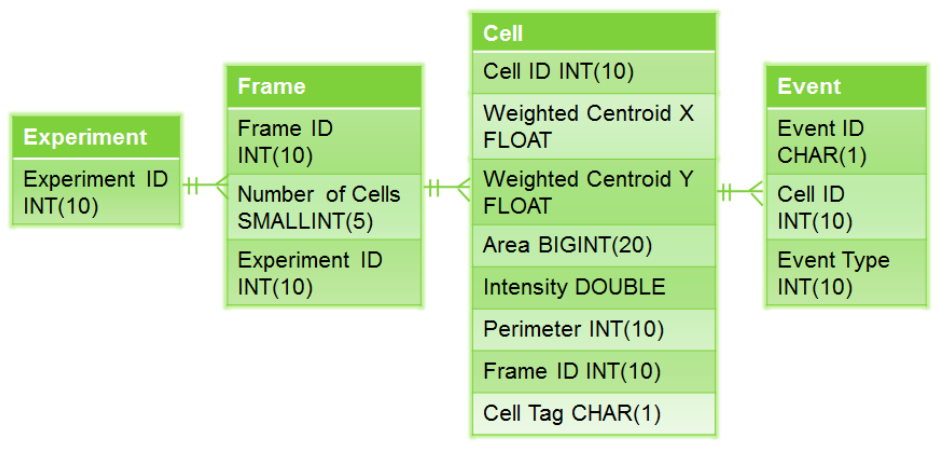 Experiment
Experiment ID
INT(10)
Frame
Frame ID
INT(10)
Number of Cells
SMALLINT(5)
Experiment ID
INT(10)
Cell
Cell ID INT(10)
Weighted Centroid X
FLOAT
Weighted Centroid Y
FLOAT
Area BIGINT(20)
Intensity DOUBLE
Perimeter INT(10)
Frame ID INT(10)
Cell Tag CHAR(1)
Event
Event ID
CHAR(1)
Cell ID
INT(10)
Event Type
INT(10)